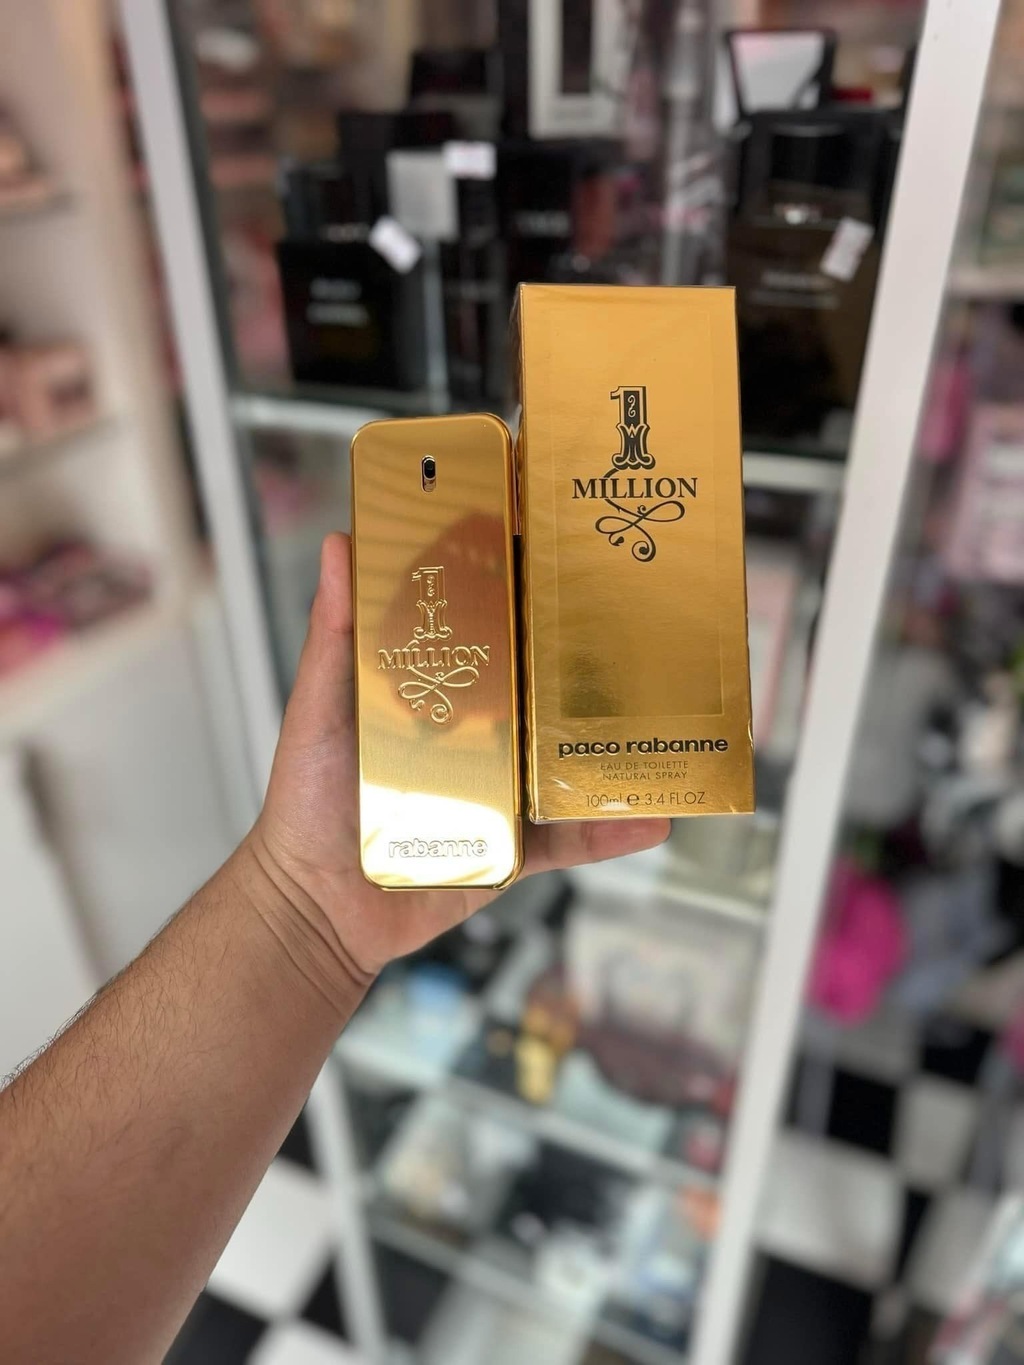 1
MILLION
rabanne
1
MILLION
paco rabanne
EAU DE TOILETTE
NATURAL SPRAY
100ml e 3.4 FL.OZ